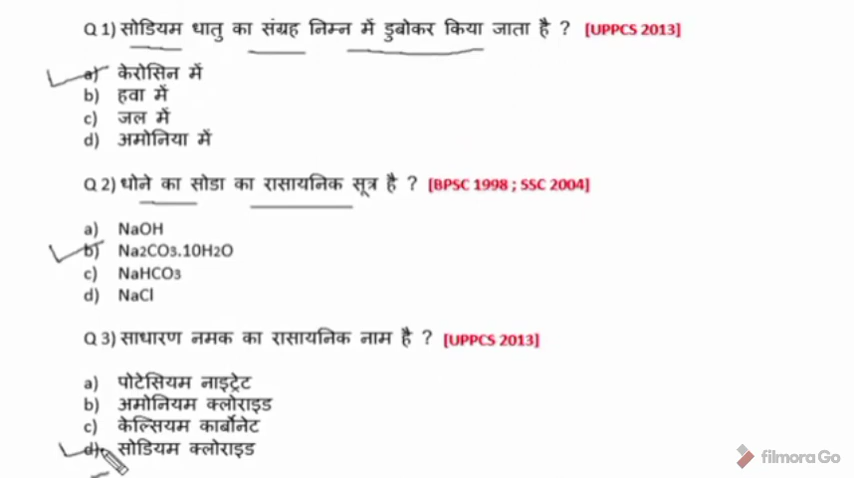 Q 1) सोडियम धातु का संग्रह निम्न में डुबोकर किया जाता है ? [UPPCS 2013]
a) केरोसिन में
b) हवा में
c) जल में
d) अमोनिया में
Q 2) धोने का सोडा का रासायनिक सूत्र है ? [BPSC 1998 ; SSC 2004]
a) NaOH
b) Na2CO3.10H2O
c) NaHCO3
d) NaCl
Q 3) साधारण नमक का रासायनिक नाम है ? [UPPCS 2013]
a) पोटेसियम नाइट्रेट
b) अमोनियम क्लोराइड
c) केल्सियम कार्बोनेट
d) सोडियम क्लोराइड
filmora Go